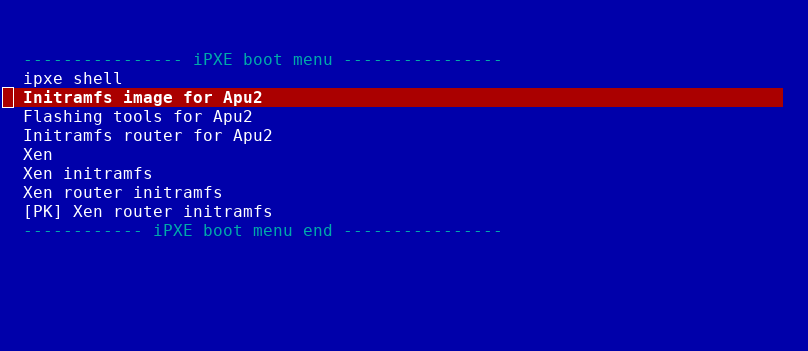 ---------------- iPXE boot menu ----------------
ipxe shell
Initramfs image for Apu2
Flashing tools for Apu2
Initramfs router for Apu2
Xen
Xen initramfs
Xen router initramfs
[PK] Xen router initramfs
------------ iPXE boot menu end ----------------